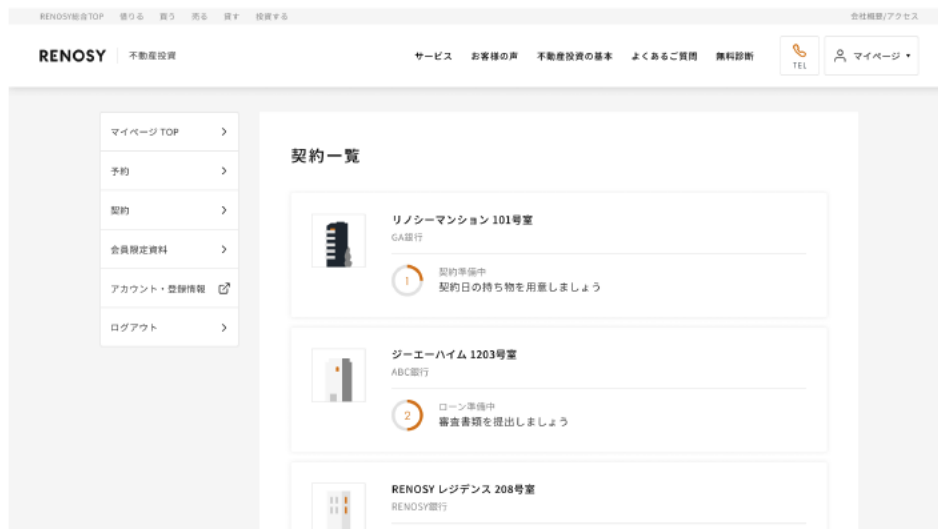 RENOSY総合TOP 借りる 買う 売る 貸す 投資する 会社概要/アクセス
RENOSY 不動産投資 サービス お客様の声 不動産投資の基本 よくあるご質問 無料診断 TEL マイページ
マイページ TOP
予約
契約
会員限定資料
アカウント・登録情報
ログアウト
契約一覧
リノシーマンション 101号室
GA銀行
1 契約準備中
契約日の持ち物を用意しましょう
ジーエーハイム 1203号室
ABC銀行
2 ローン準備中
審査書類を提出しましょう
RENOSY レジデンス 208号室
RENOSY銀行